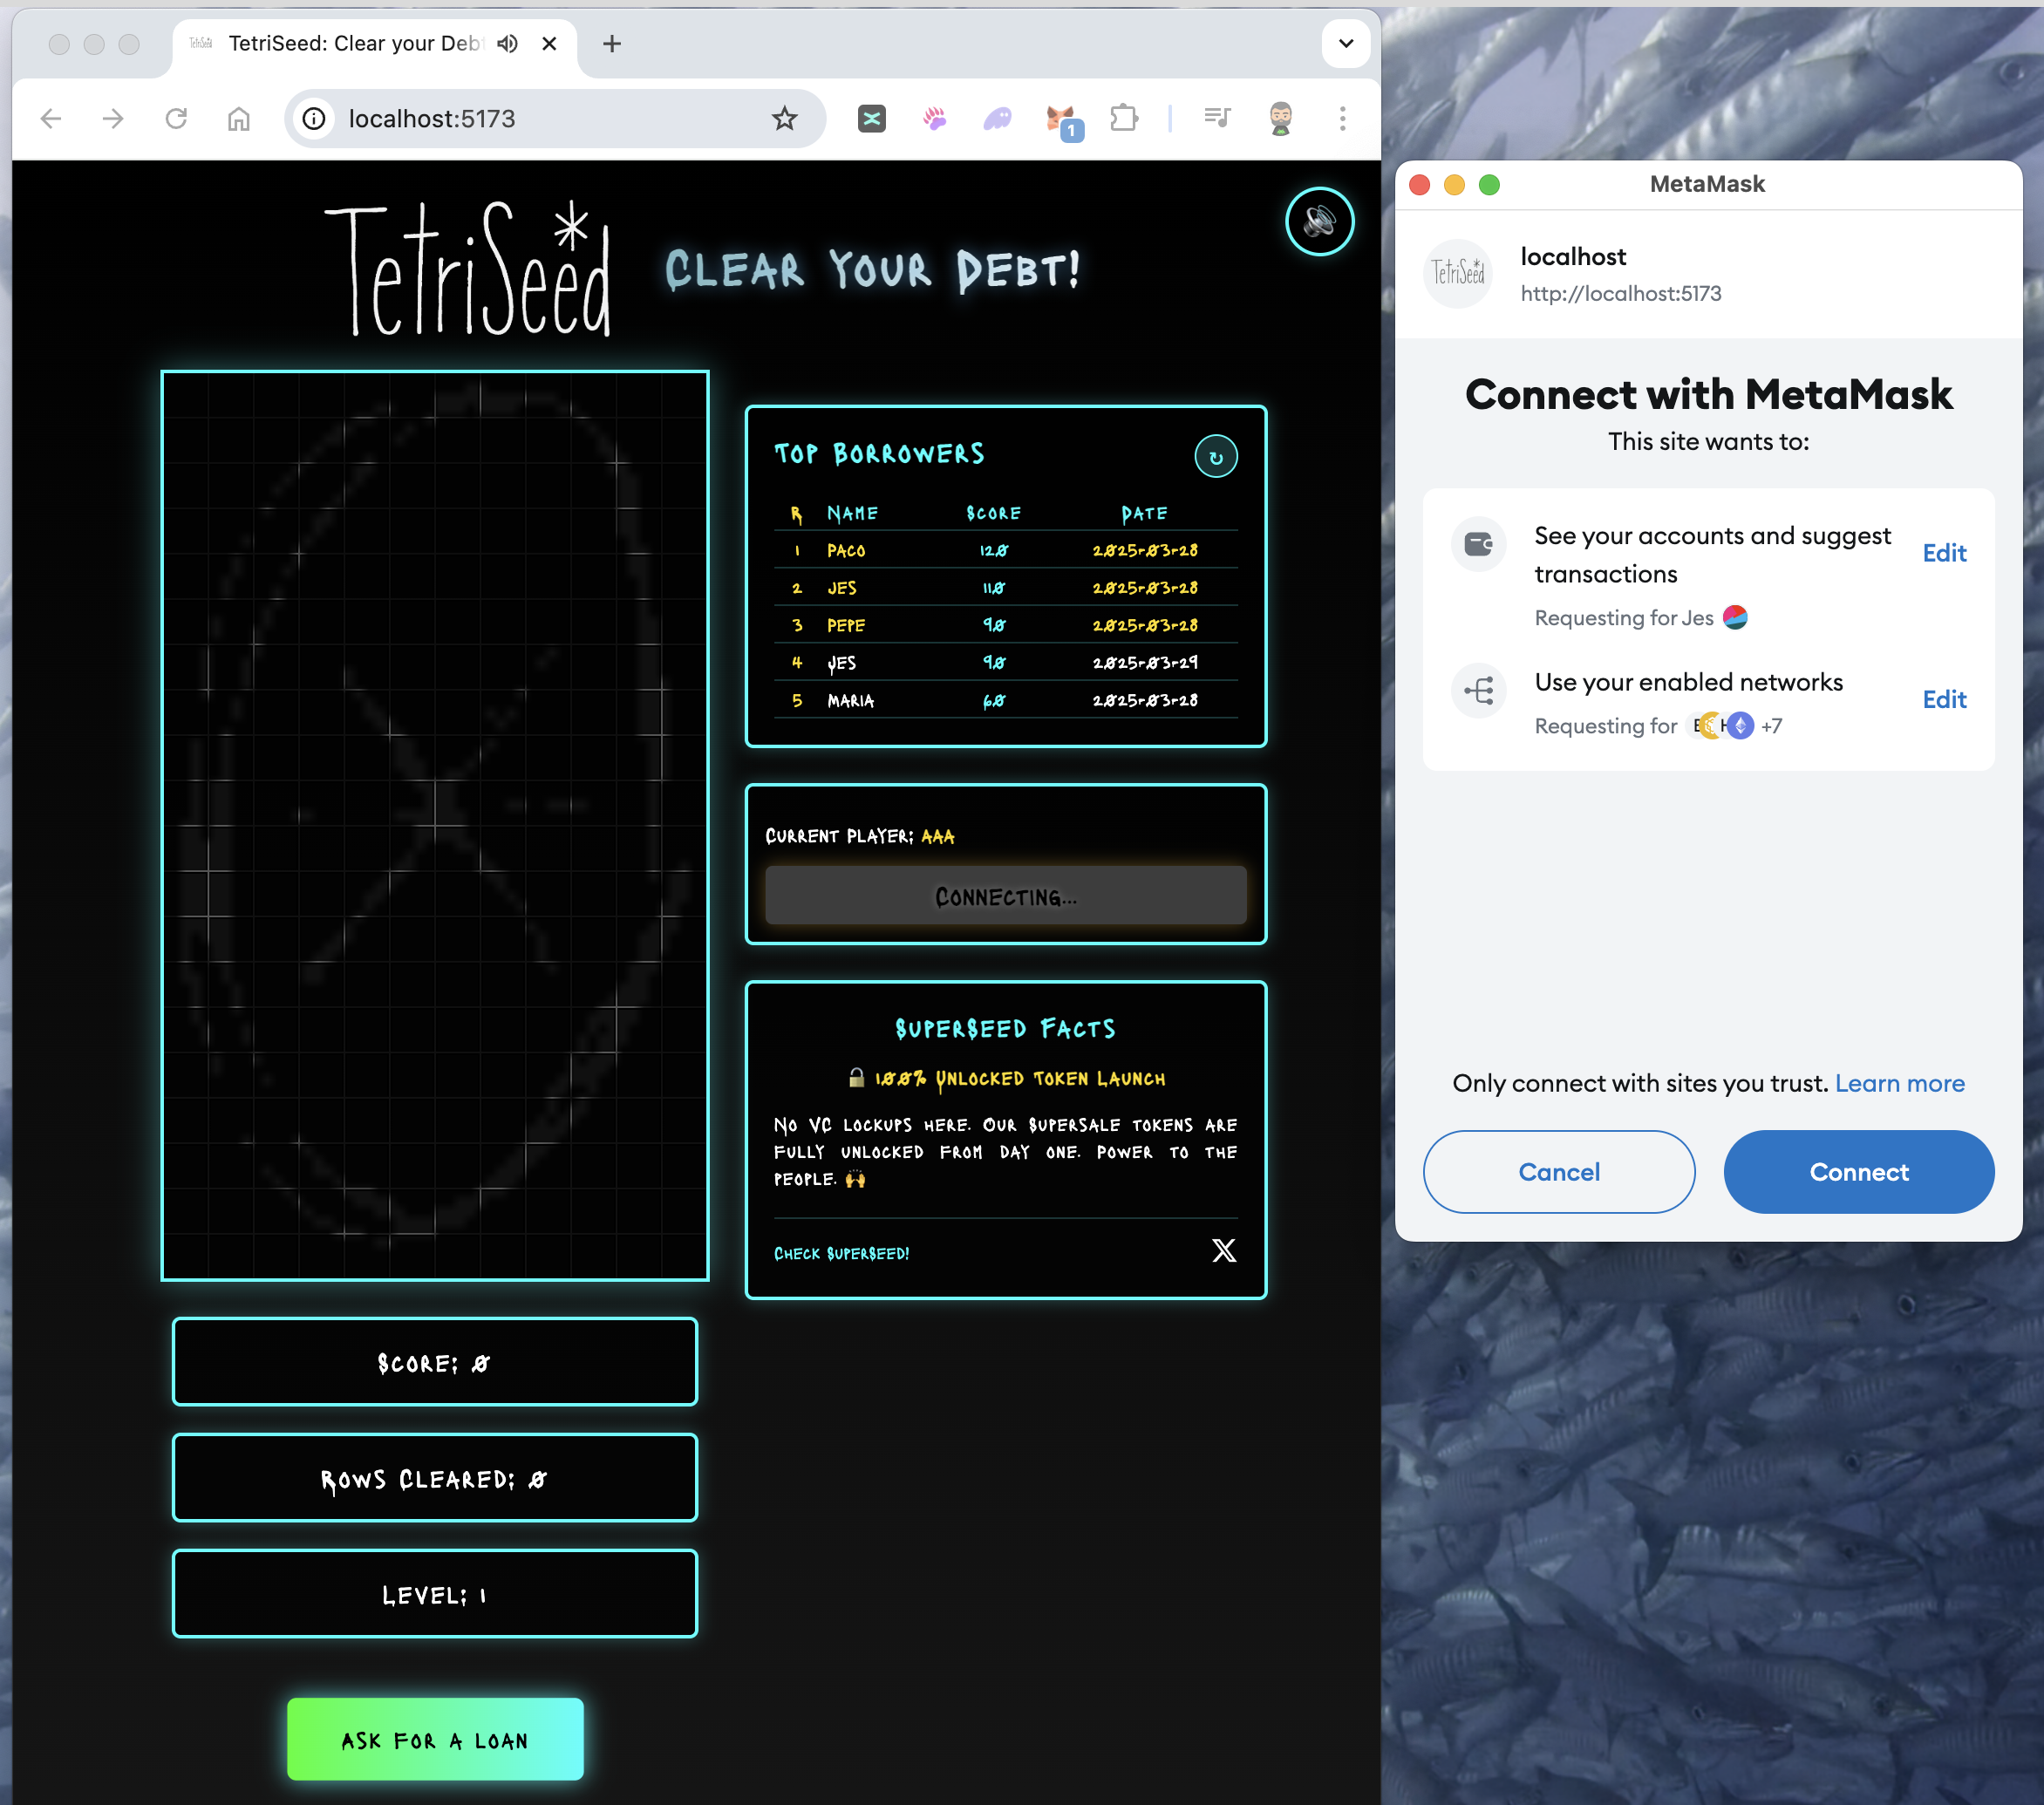 TetriSeed: Clear your Deb
localhost:5173
1
TetriSeed
Clear Your Debt!
Top Borrowers
↻
R Name Score Date
1 PACO 120 2025-03-28
2 JES 110 2025-03-28
3 PEPE 90 2025-03-28
4 JES 90 2025-03-29
5 MARIA 60 2025-03-28
Current Player: AAA
Connecting...
SuperSeed Facts
🔓 100% Unlocked Token Launch
No VC lockups here. Our Supersale tokens are
fully unlocked from day one. Power to the
people. 🙌
Check SuperSeed!
X
Score: 0
Rows Cleared: 0
Level: 1
Ask for a loan
MetaMask
TetriSeed
localhost
http://localhost:5173
Connect with MetaMask
This site wants to:
See your accounts and suggest
transactions
Edit
Requesting for Jes
Use your enabled networks
Edit
Requesting for +7
Only connect with sites you trust. Learn more
Cancel
Connect